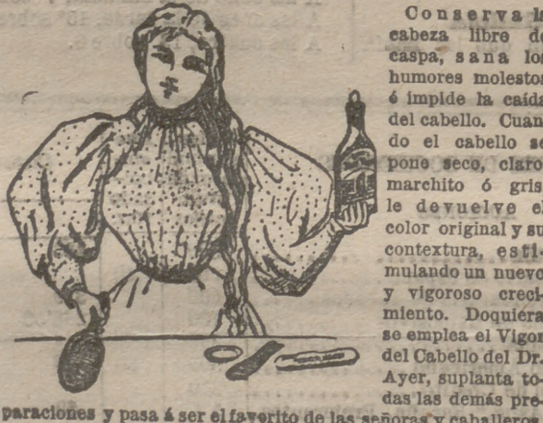 Conserva la
cabeza libre de
caspa, sana los
humores molestos
é impide la caida
del cabello. Cuan
do el cabello se
pone seco, claro
marchito ó gris
le devuelve el
color original y su
contextura, esti-
mulando un nuevo
y vigoroso creci-
miento. Doquiera
se emplea el Vigor
del Cabello del Dr.
Ayer, suplanta to-
das las demás pre-
paraciones y pasa á ser el favorito de las señoras y caballeros